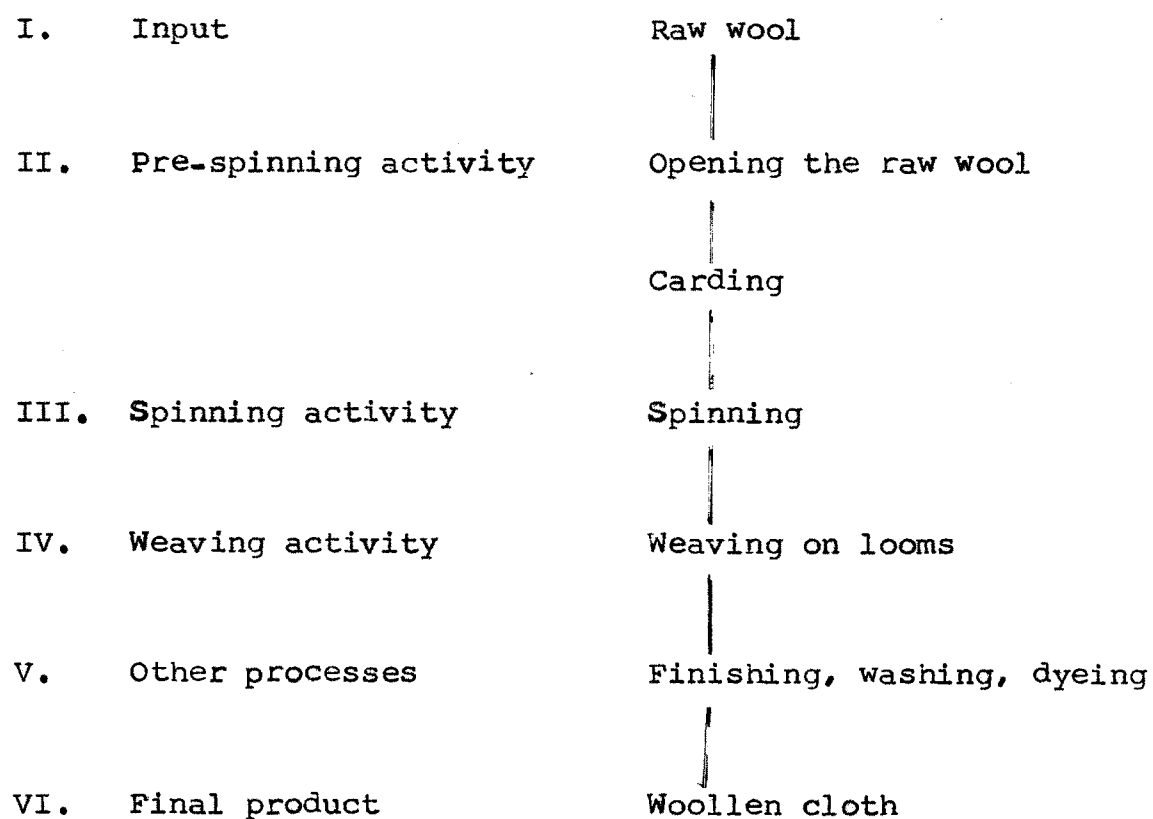 I. Input Raw wool
II. Pre-spinning activity Opening the raw wool
Carding
III. Spinning activity Spinning
IV. Weaving activity Weaving on looms
V. Other processes Finishing, washing, dyeing
VI. Final product Woollen cloth